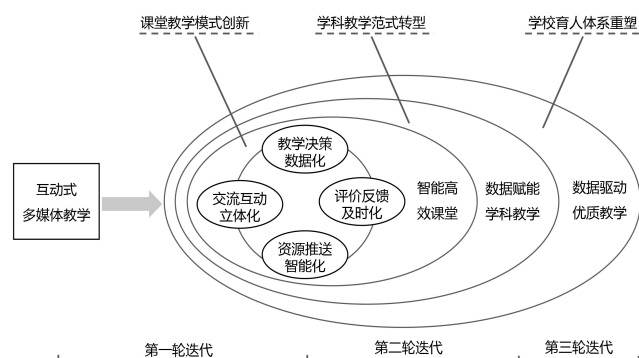 课堂教学模式创新
学科教学范式转型
学校育人体系重塑
互动式
多媒体教学
教学决策
数据化
交流互动
立体化
评价反馈
及时化
资源推送
智能化
智能高
效课堂
数据赋能
学科教学
数据驱动
优质教学
第一轮迭代
第二轮迭代
第三轮迭代